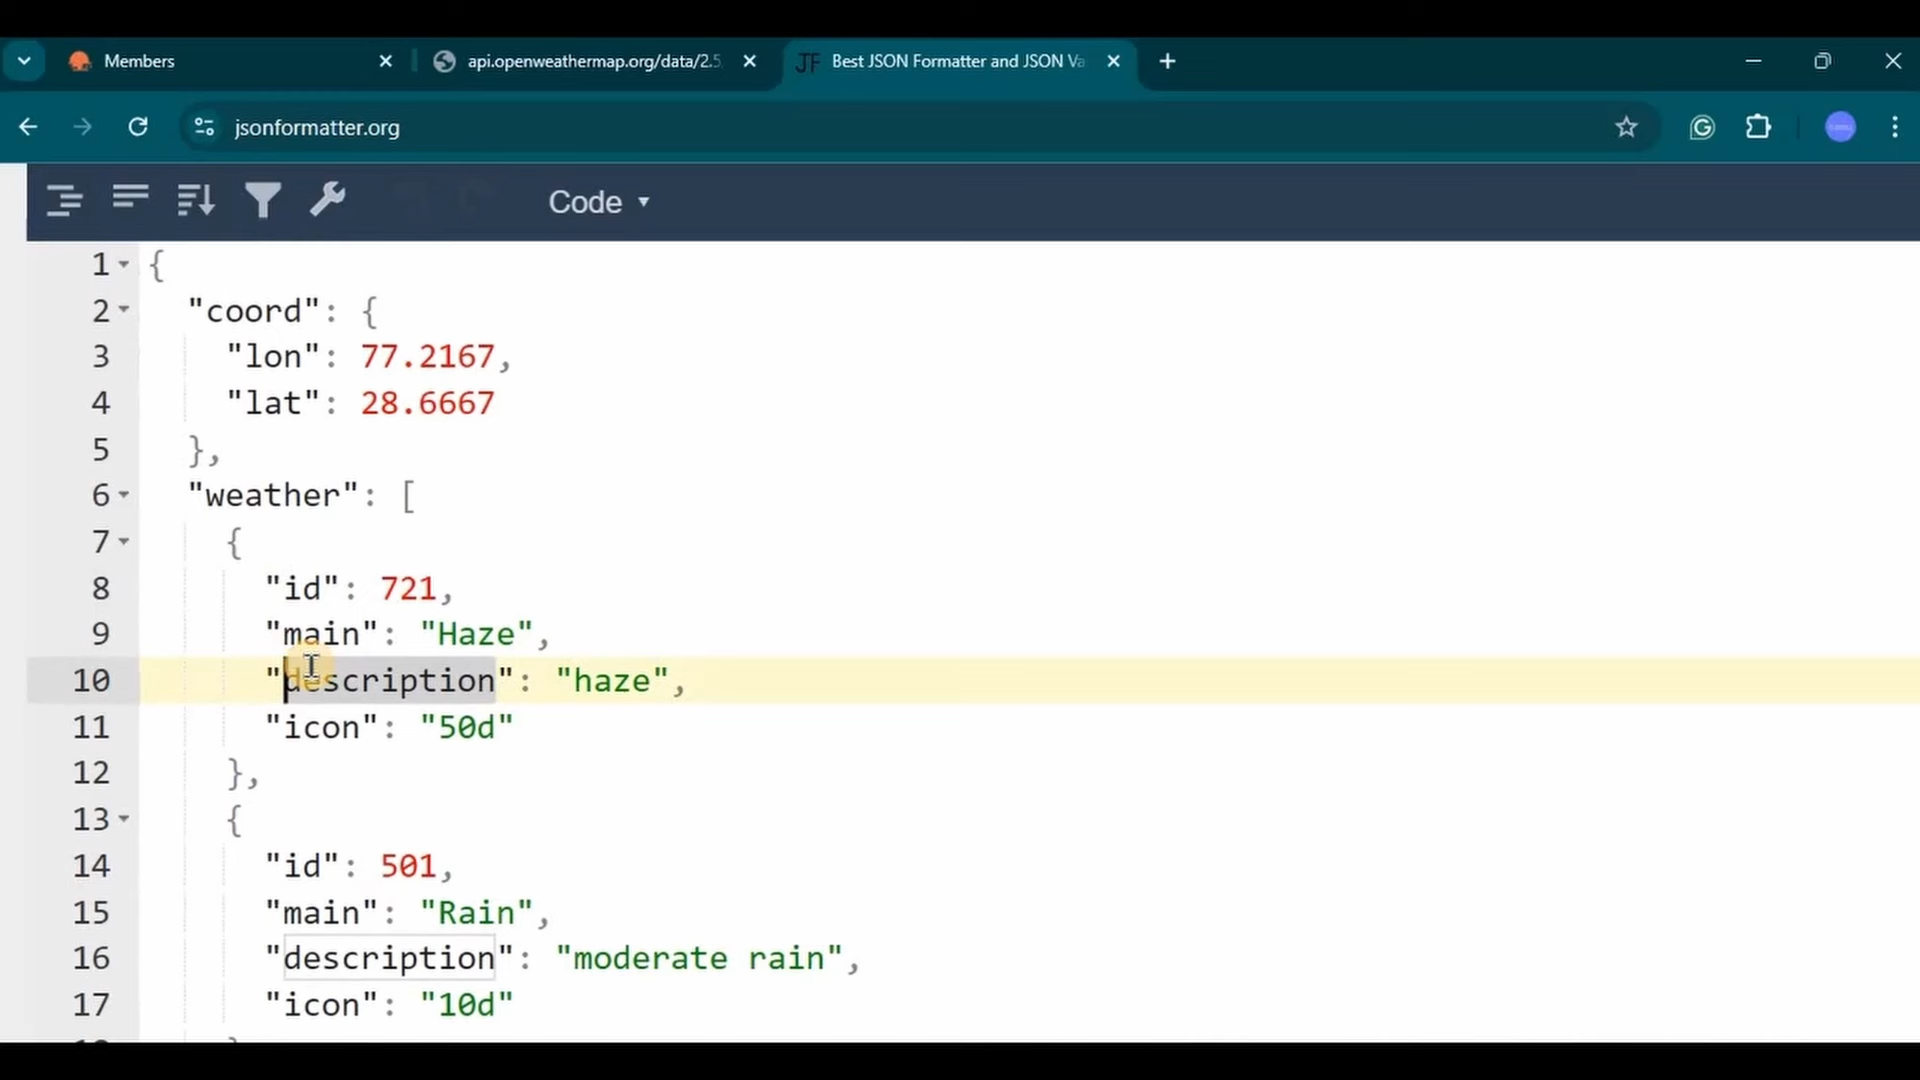 Members
api.openweathermap.org/data/2.5
JF Best JSON Formatter and JSON Va
jsonformatter.org
Code
1 {
2 "coord": {
3 "lon": 77.2167,
4 "lat": 28.6667
5 },
6 "weather": [
7 {
8 "id": 721,
9 "main": "Haze",
10 "description": "haze",
11 "icon": "50d"
12 },
13 {
14 "id": 501,
15 "main": "Rain",
16 "description": "moderate rain",
17 "icon": "10d"